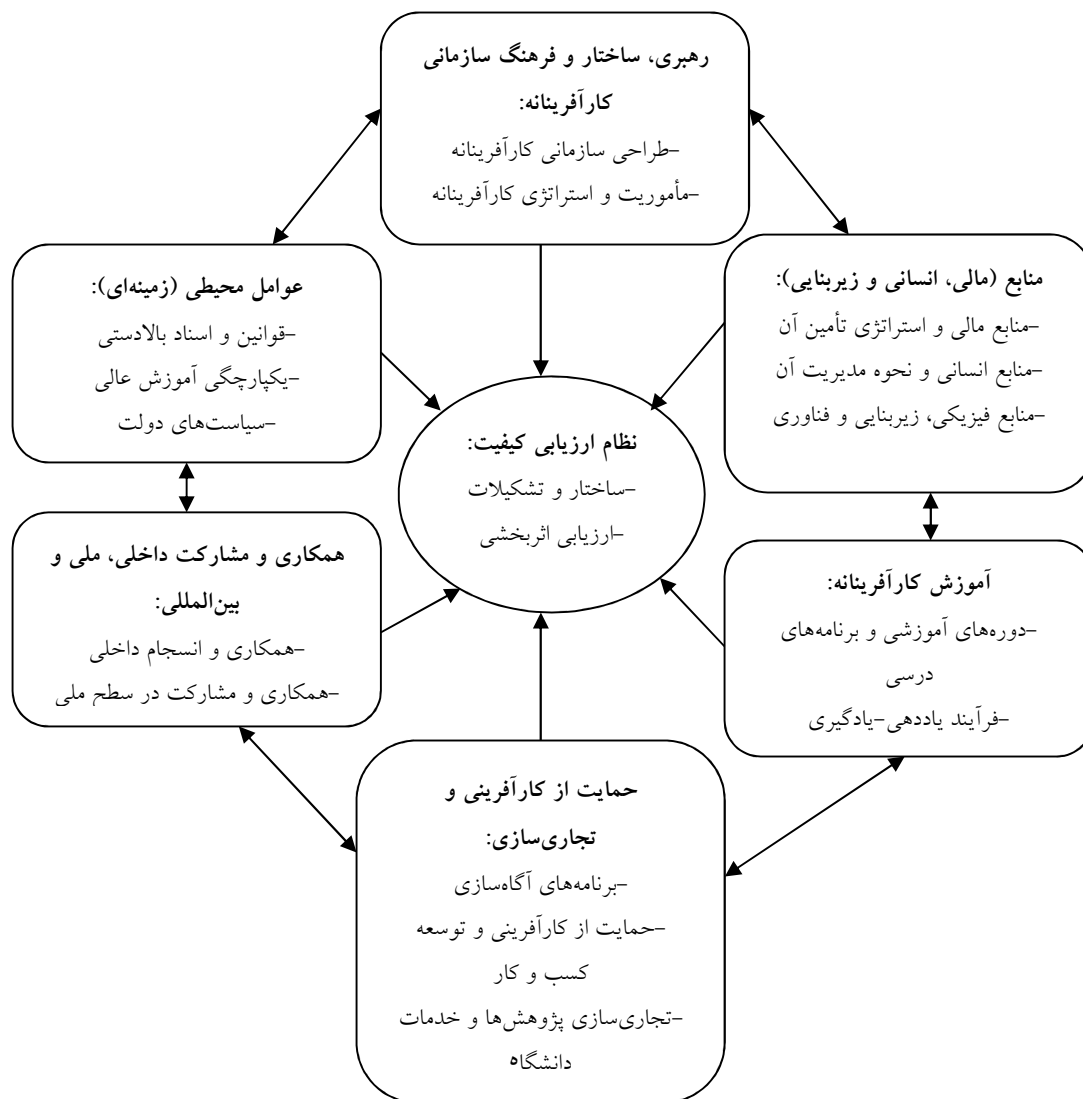 رهبری، ساختار و فرهنگ سازمانی
کارآفرینانه:
-طراحی سازمانی کارآفرینانه
-مأموریت و استراتژی کارآفرینانه
منابع (مالی، انسانی و زیربنایی):
-منابع مالی و استراتژی تأمین آن
-منابع انسانی و نحوه مدیریت آن
-منابع فیزیکی، زیربنایی و فناوری
عوامل محیطی (زمینه‌ای):
-قوانین و اسناد بالادستی
-یکپارچگی آموزش عالی
-سیاست‌های دولت
نظام ارزیابی کیفیت:
-ساختار و تشکیلات
-ارزیابی اثربخشی
آموزش کارآفرینانه:
-دوره‌های آموزشی و برنامه‌های
درسی
-فرآیند یاددهی-یادگیری
همکاری و مشارکت داخلی، ملی و
بین‌المللی:
-همکاری و انسجام داخلی
-همکاری و مشارکت در سطح ملی
حمایت از کارآفرینی و
تجاری‌سازی:
-برنامه‌های آگاه‌سازی
-حمایت از کارآفرینی و توسعه
کسب و کار
-تجاری‌سازی پژوهش‌ها و خدمات
دانشگاه